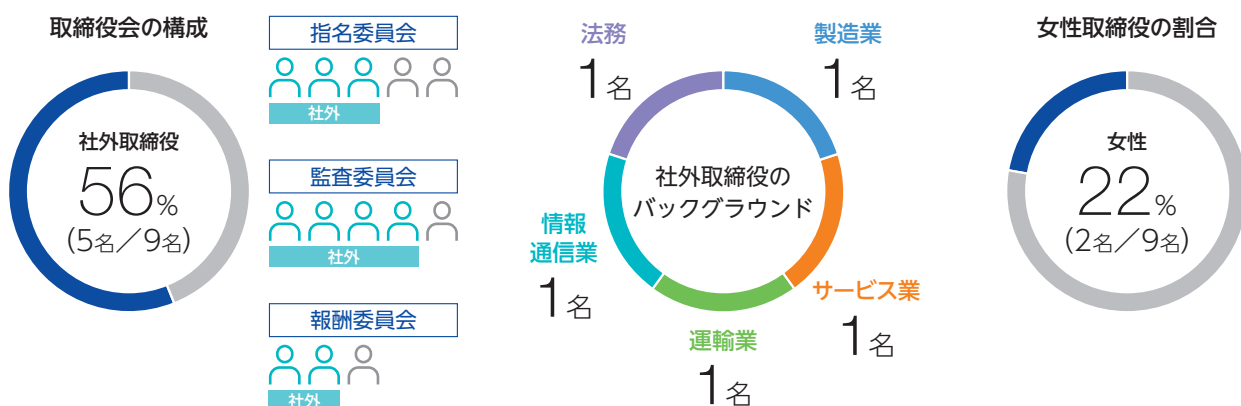 取締役会の構成
社外取締役
56%
(5名／9名)
指名委員会
社外
監査委員会
社外
報酬委員会
社外
法務
1名
製造業
1名
社外取締役の
バックグラウンド
情報
通信業
1名
サービス業
1名
運輸業
1名
女性取締役の割合
女性
22%
(2名／9名)